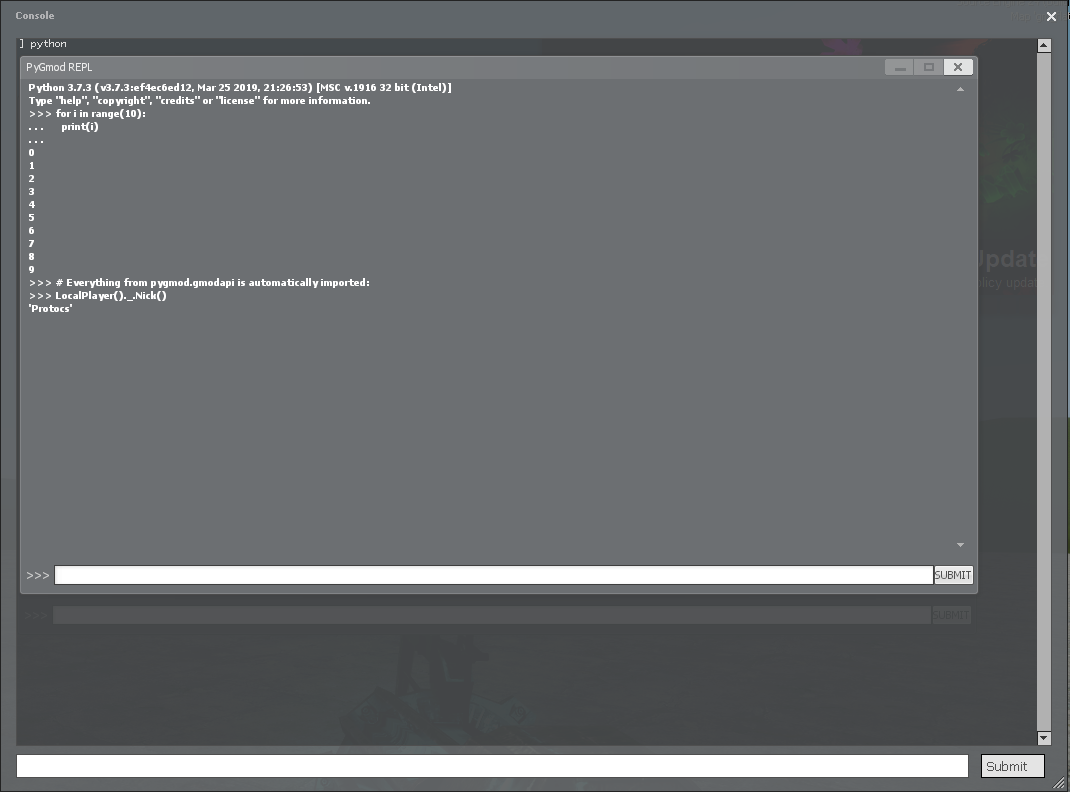 Console
] python
PyGmod REPL
Python 3.7.3 (v3.7.3:ef4ec6ed12, Mar 25 2019, 21:26:53) [MSC v.1916 32 bit (Intel)]
Type "help", "copyright", "credits" or "license" for more information.
>>> for i in range(10):
...    print(i)
...
0
1
2
3
4
5
6
7
8
9
>>> # Everything from pygmod.gmodapi is automatically imported:
>>> LocalPlayer()._.Nick()
'Protocs'
Updat
licy updat
>>> SUBMIT
>>> SUBMIT
Submit